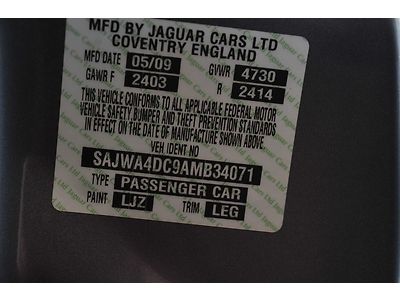 MFD BY JAGUAR CARS LTD
COVENTRY ENGLAND
MFD DATE 05/09 GVWR 4730
GAWR F 2403 R 2414
THIS VEHICLE CONFORMS TO ALL APPLICABLE FEDERAL MOTOR
VEHICLE SAFETY BUMPER AND THEFT PREVENTION STANDARDS
IN EFFECT ON THE DATE OF MANUFACTURE SHOWN ABOVE.
VEH IDENT NO
SAJWA4DC9AMB34071
TYPE PASSENGER CAR
PAINT LJZ TRIM LEG